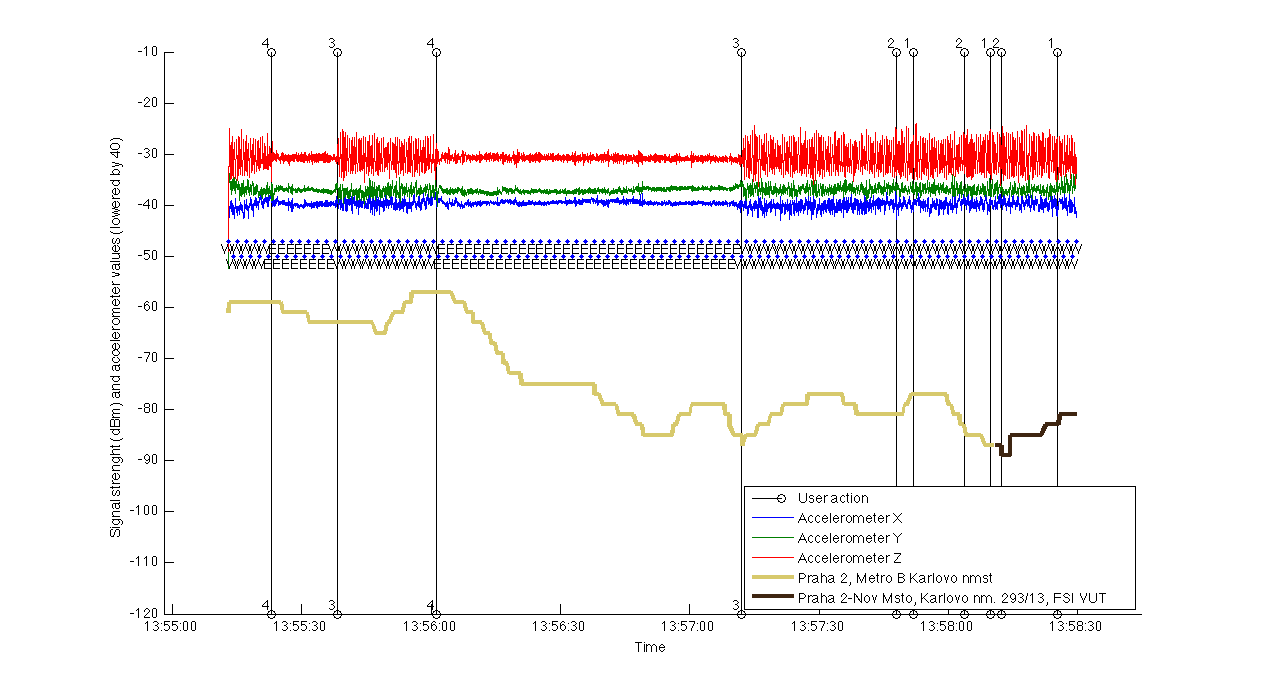 4 3 4 3 2 1 2 1 2 1
-10
-20
-30
-40
-50
-60
-70
-80
-90
-100
-110
-120
Signal strenght (dBm) and accelerometer values (lowered by 40)
User action
Accelerometer X
Accelerometer Y
Accelerometer Z
Praha 2, Metro B Karlovo nmst
Praha 2-Nov Msto, Karlovo nm. 293/13, FSI VUT
4 3 4 3
13:55:00 13:55:30 13:56:00 13:56:30 13:57:00 13:57:30 13:58:00 13:58:30
Time